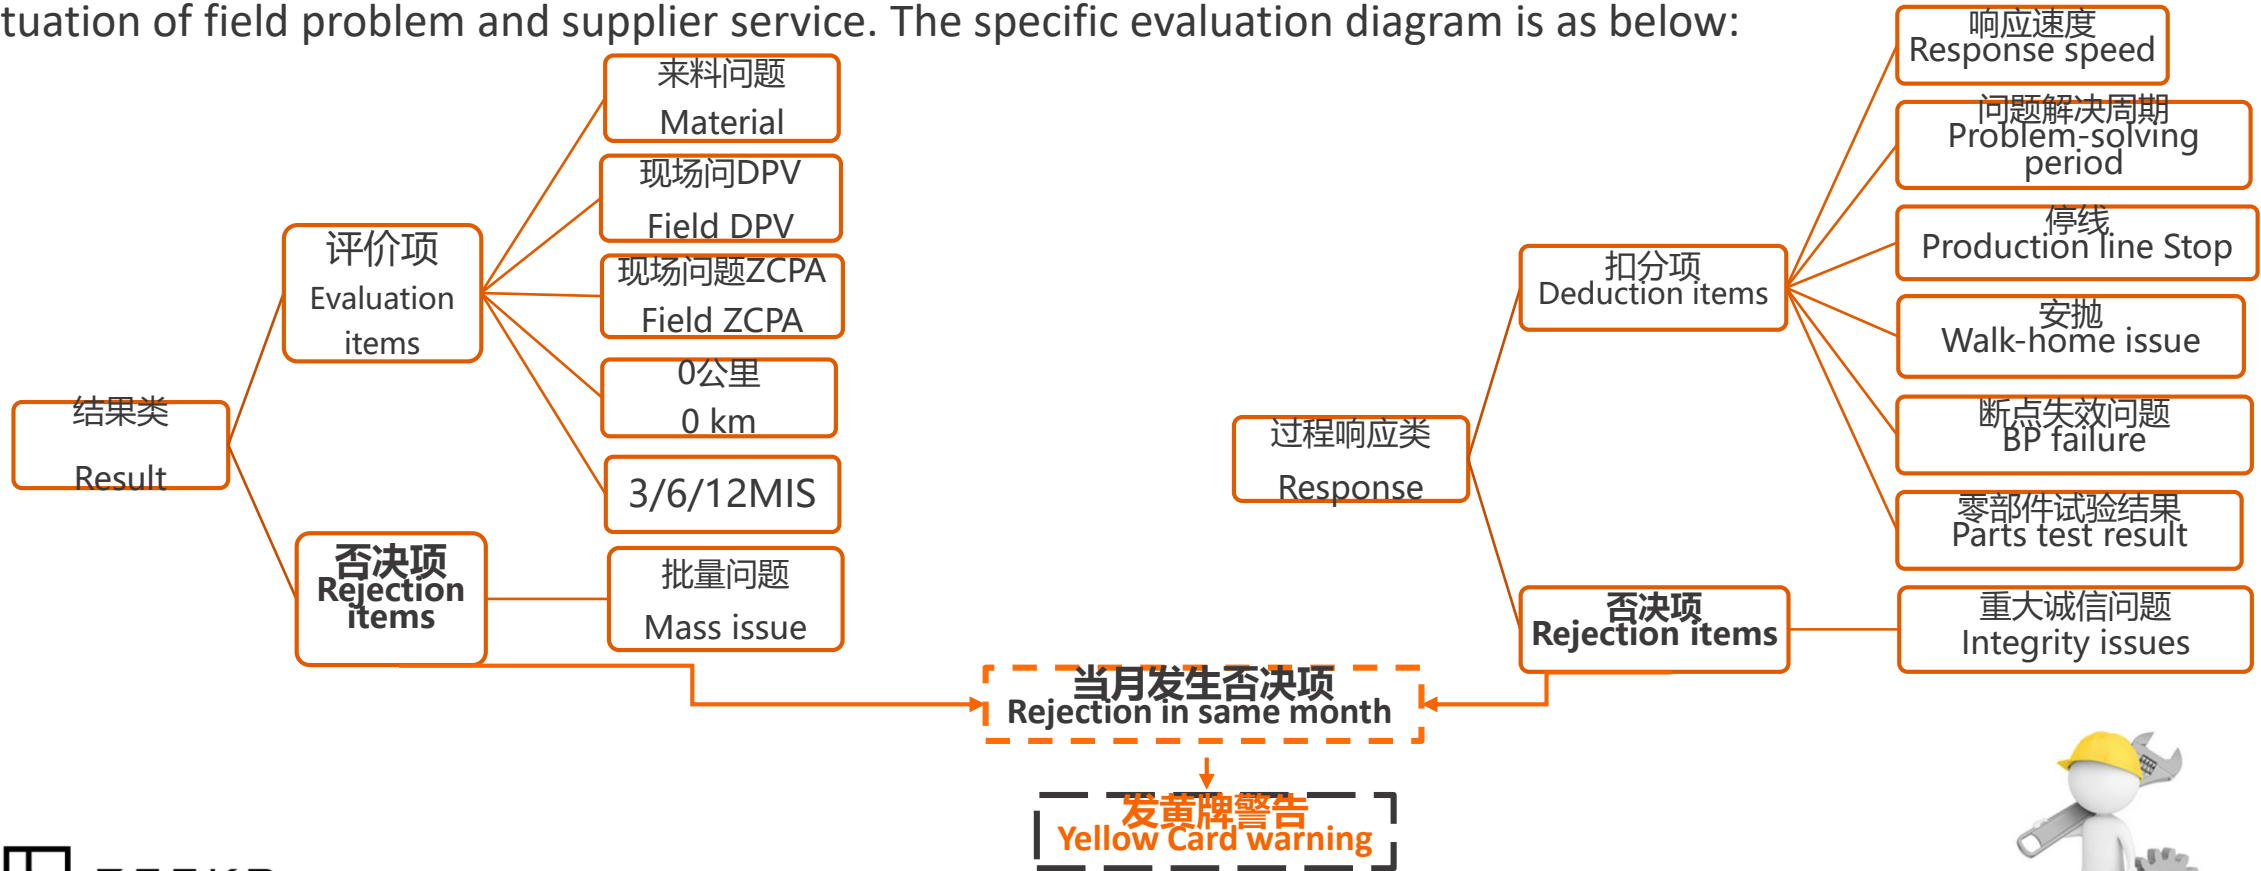 tuation of field problem and supplier service. The specific evaluation diagram is as below:
结果类
Result
评价项
Evaluation
items
来料问题
Material
现场问DPV
Field DPV
现场问题ZCPA
Field ZCPA
0公里
0 km
3/6/12MIS
否决项
Rejection
items
批量问题
Mass issue
过程响应类
Response
扣分项
Deduction items
响应速度
Response speed
问题解决周期
Problem-solving
period
停线
Production line Stop
安抛
Walk-home issue
断点失效问题
BP failure
零部件试验结果
Parts test result
否决项
Rejection items
重大诚信问题
Integrity issues
当月发生否决项
Rejection in same month
发黄牌警告
Yellow Card warning